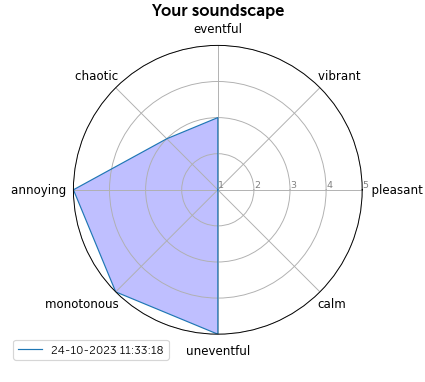 Your soundscape
eventful
chaotic
vibrant
annoying
1 2 3 4 5
pleasant
monotonous
calm
24-10-2023 11:33:18
uneventful